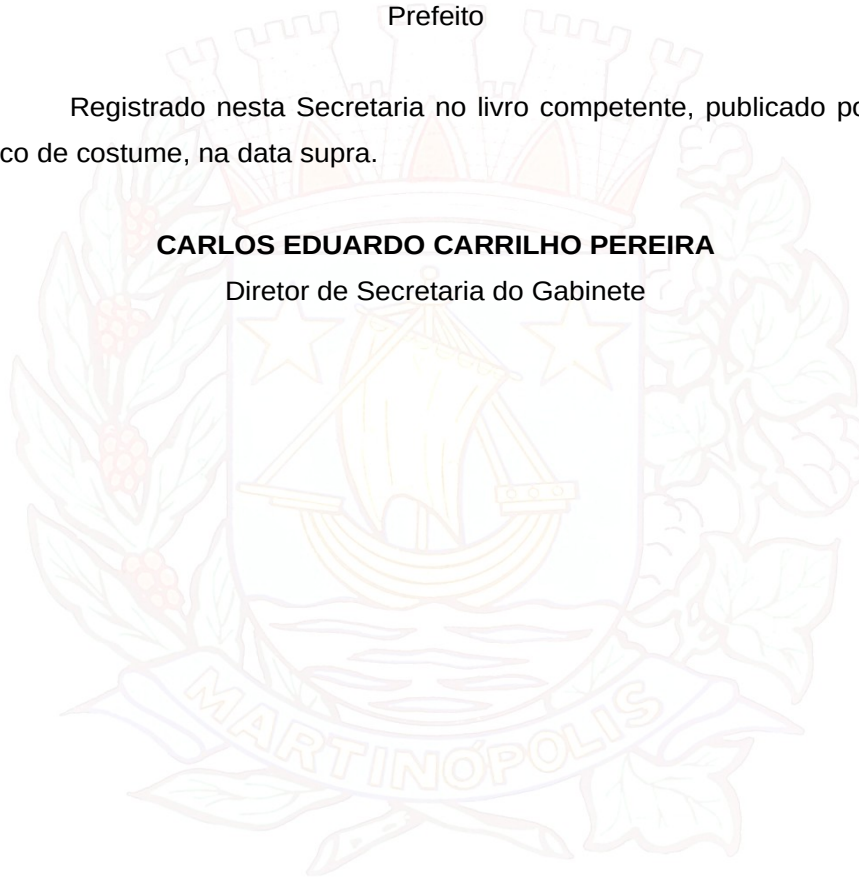 Prefeito
Registrado nesta Secretaria no livro competente, publicado po
co de costume, na data supra.
CARLOS EDUARDO CARRILHO PEREIRA
Diretor de Secretaria do Gabinete
MARTINÓPOLIS